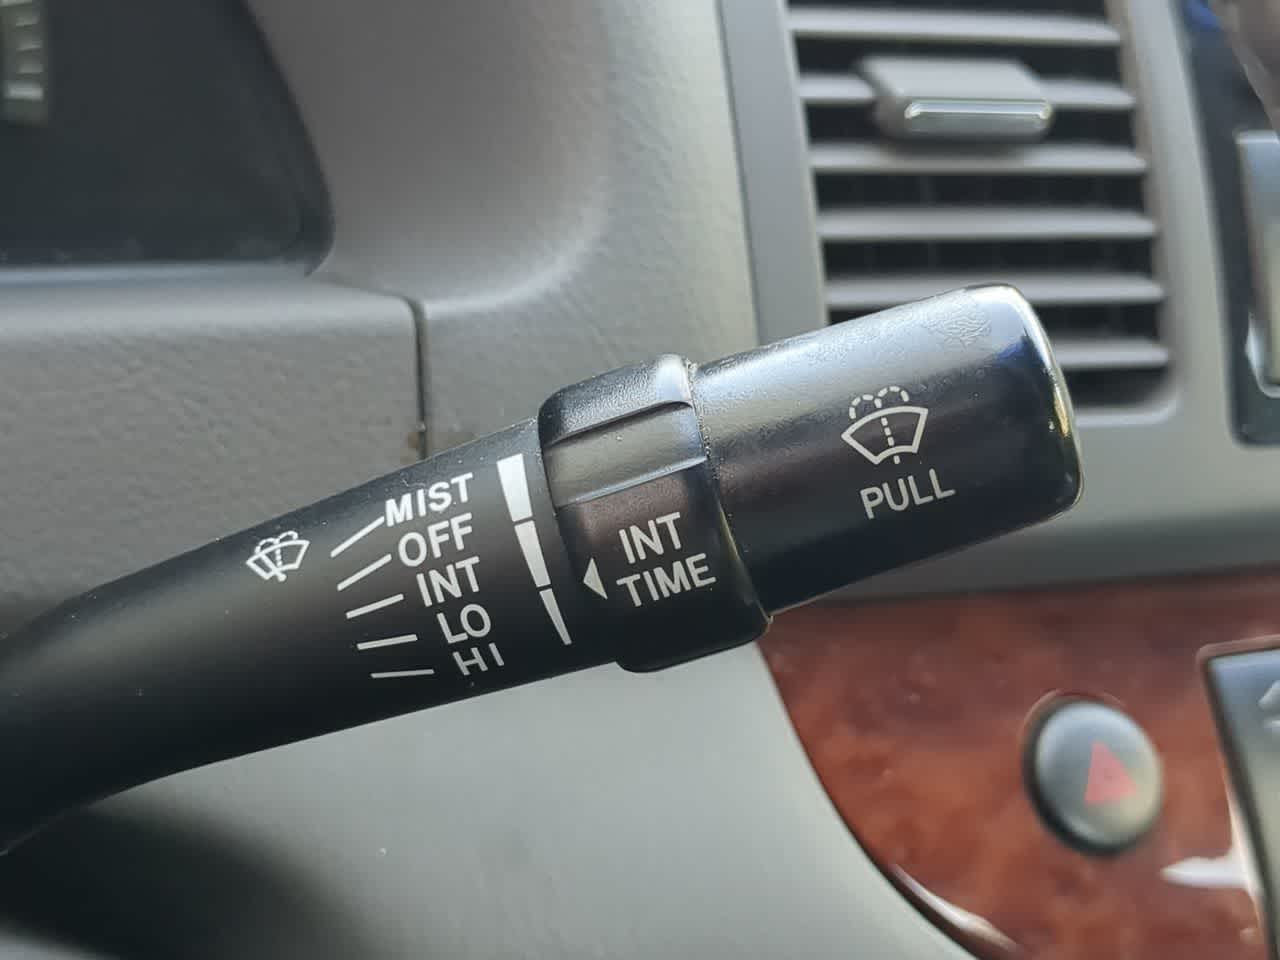 MIST
OFF
INT
LO
HI
INT
TIME
PULL